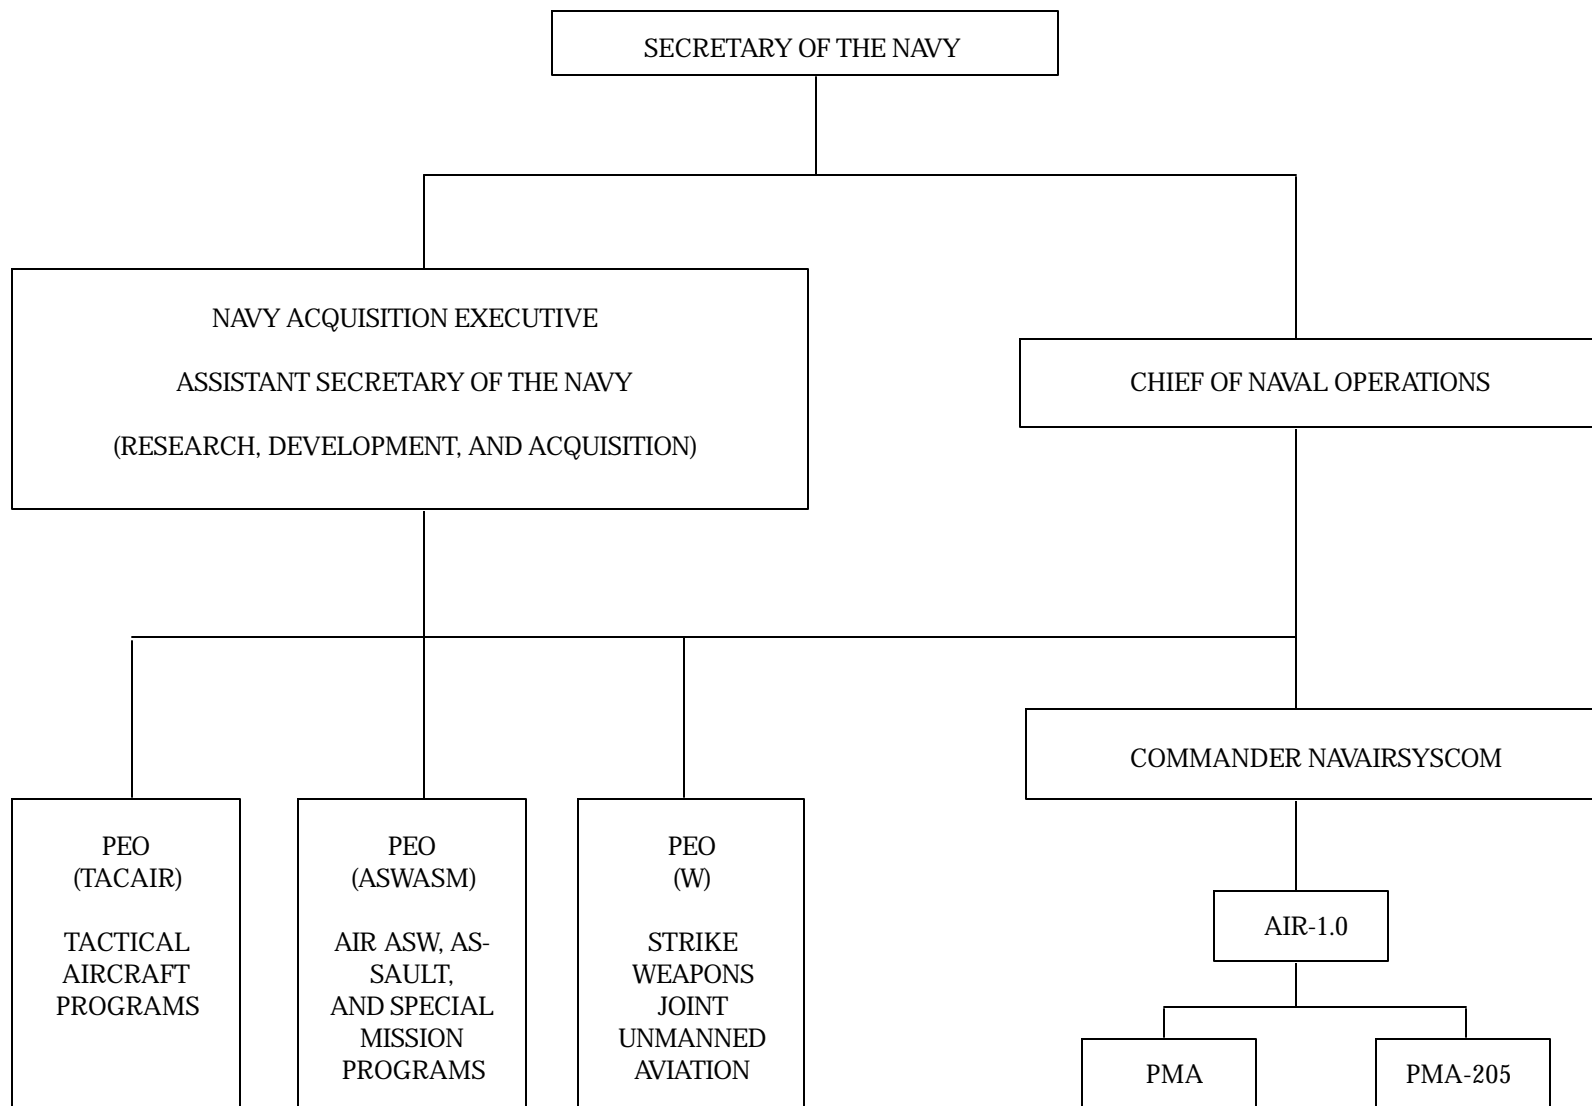 SECRETARY OF THE NAVY
NAVY ACQUISITION EXECUTIVE
ASSISTANT SECRETARY OF THE NAVY
(RESEARCH, DEVELOPMENT, AND ACQUISITION)
CHIEF OF NAVAL OPERATIONS
COMMANDER NAVAIRSYSCOM
PEO
(TACAIR)
TACTICAL
AIRCRAFT
PROGRAMS
PEO
(ASWASM)
AIR ASW, AS-
SAULT,
AND SPECIAL
MISSION
PROGRAMS
PEO
(W)
STRIKE
WEAPONS
JOINT
UNMANNED
AVIATION
AIR-1.0
PMA
PMA-205